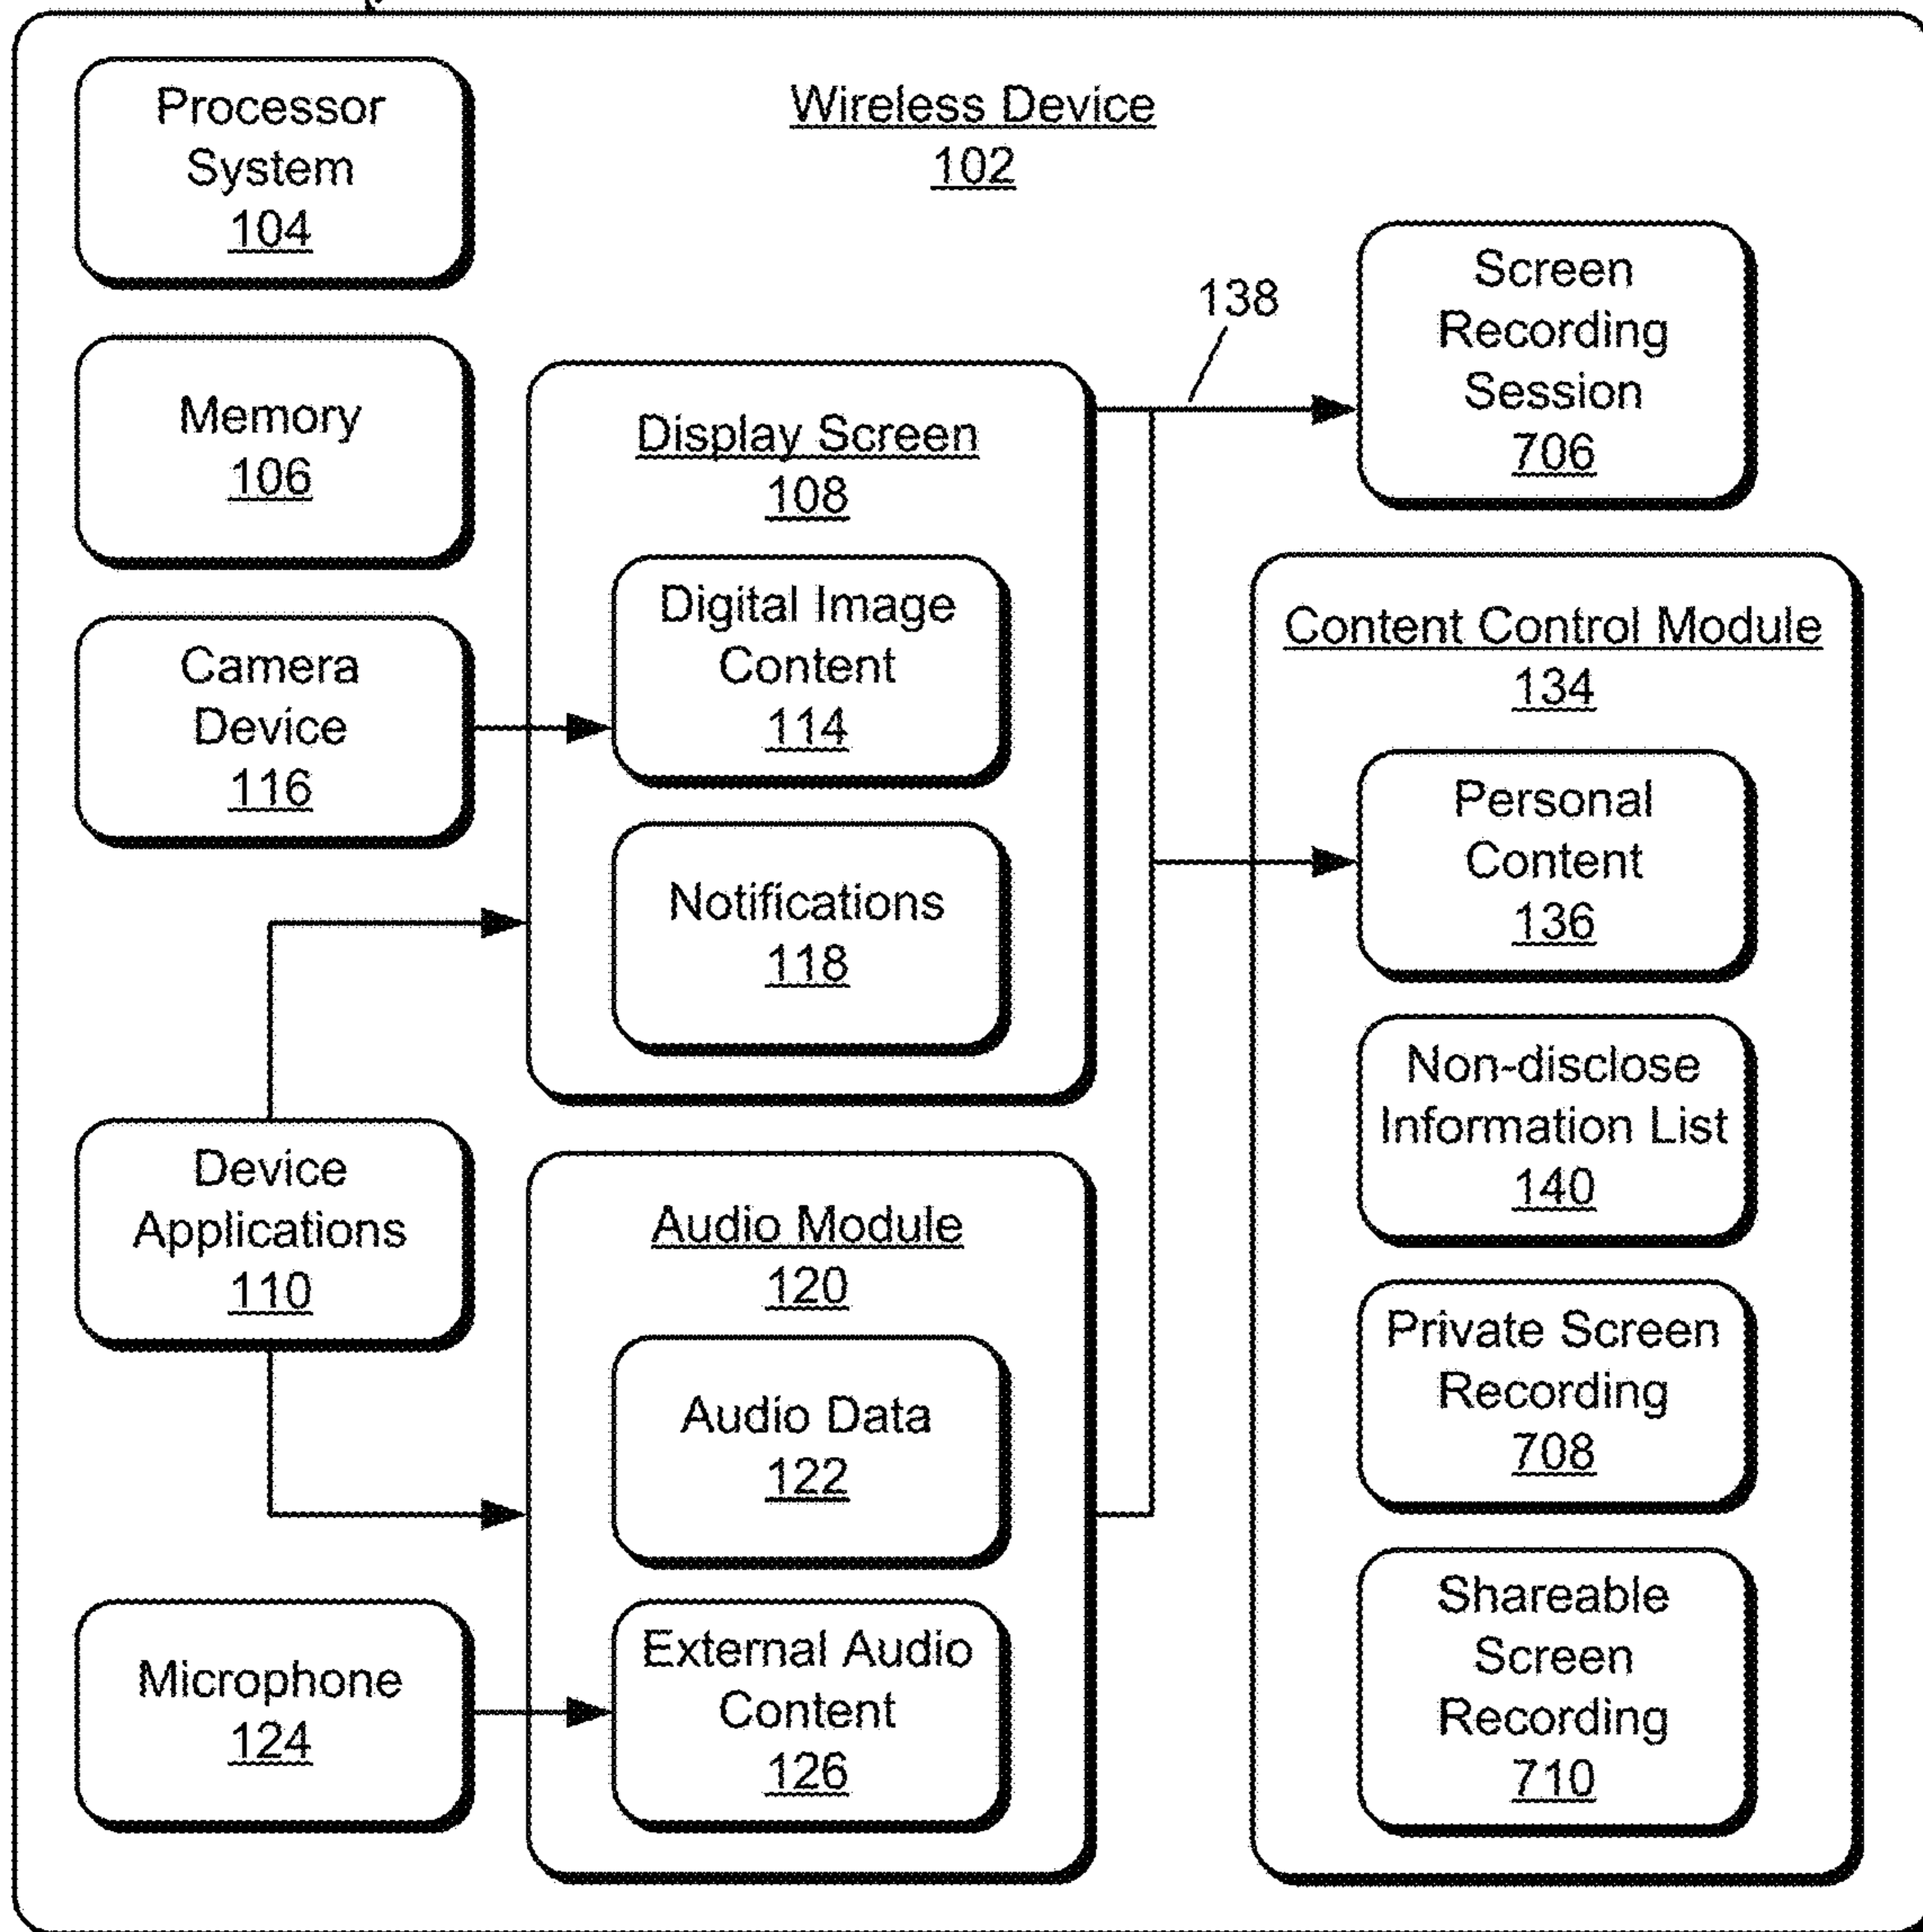 Wireless Device
102
Processor
System
104
Memory
106
Camera
Device
116
Device
Applications
110
Microphone
124
Display Screen
108
Digital Image
Content
114
Notifications
118
Audio Module
120
Audio Data
122
External Audio
Content
126
138
Screen
Recording
Session
706
Content Control Module
134
Personal
Content
136
Non-disclose
Information List
140
Private Screen
Recording
708
Shareable
Screen
Recording
710